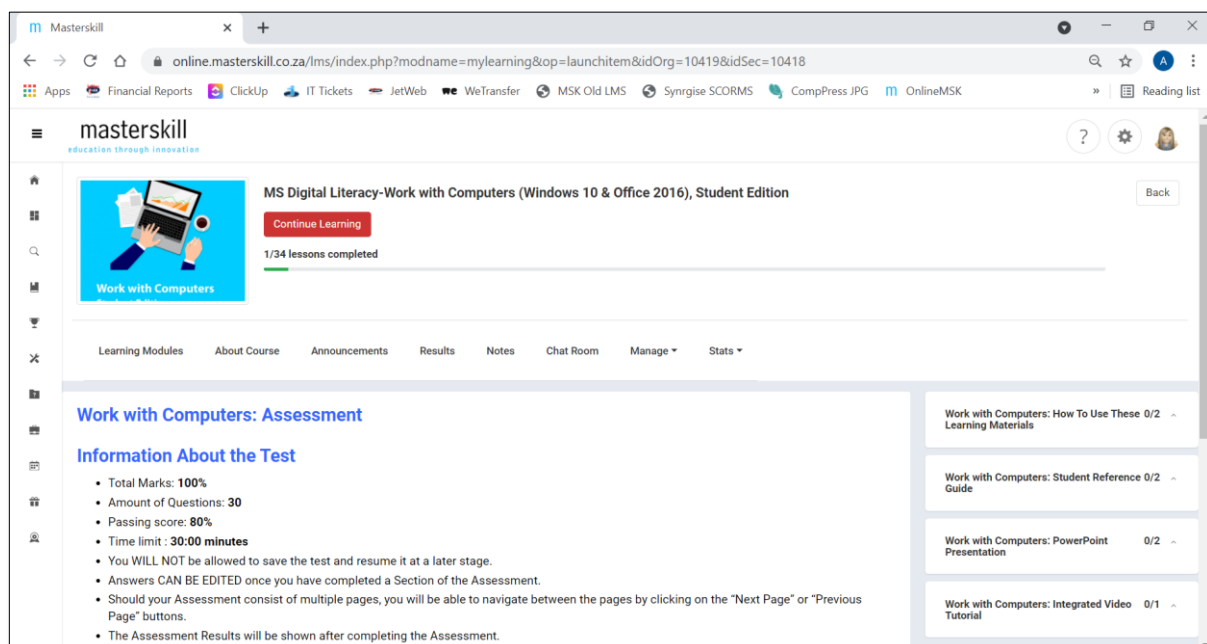 Masterskill
online.masterskill.co.za/lms/index.php?modname=mylearning&op=launchitem&idOrg=10419&idSec=10418
A
Apps Financial Reports ClickUp IT Tickets JetWeb we WeTransfer MSK Old LMS Synrgise SCORMS CompPress JPG m OnlineMSK » Reading list
masterskill
education through innovation
?
MS Digital Literacy-Work with Computers (Windows 10 & Office 2016), Student Edition
Back
Continue Learning
1/34 lessons completed
Work with Computers
Learning Modules About Course Announcements Results Notes Chat Room Manage Stats
Work with Computers: Assessment
Information About the Test
• Total Marks: 100%
• Amount of Questions: 30
• Passing score: 80%
• Time limit : 30:00 minutes
• You WILL NOT be allowed to save the test and resume it at a later stage.
• Answers CAN BE EDITED once you have completed a Section of the Assessment.
• Should your Assessment consist of multiple pages, you will be able to navigate between the pages by clicking on the “Next Page” or “Previous
Page” buttons.
• The Assessment Results will be shown after completing the Assessment.
Work with Computers: How To Use These 0/2
Learning Materials
Work with Computers: Student Reference 0/2
Guide
Work with Computers: PowerPoint 0/2
Presentation
Work with Computers: Integrated Video 0/1
Tutorial